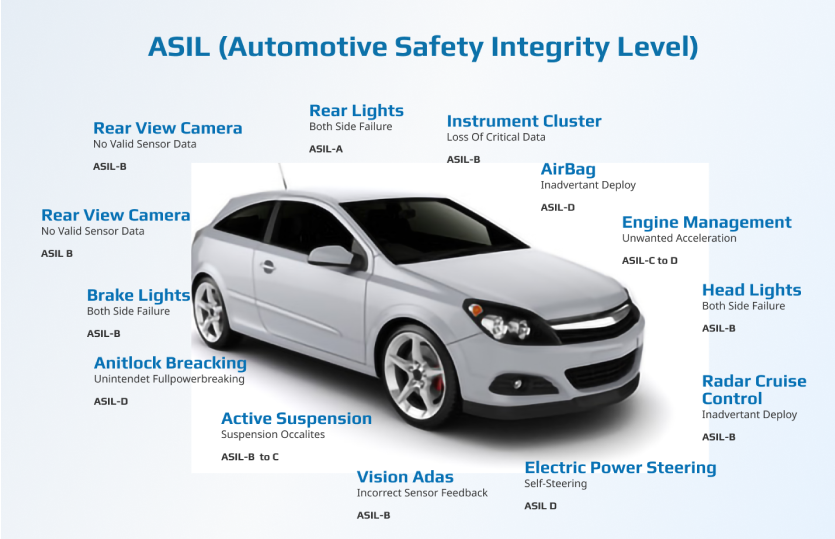 ASIL (Automotive Safety Integrity Level)
Rear View Camera
No Valid Sensor Data
ASIL-B
Rear Lights
Both Side Failure
ASIL-A
Instrument Cluster
Loss Of Critical Data
ASIL-B
AirBag
Inadvertant Deploy
ASIL-D
Rear View Camera
No Valid Sensor Data
ASIL B
Engine Management
Unwanted Acceleration
ASIL-C to D
Brake Lights
Both Side Failure
ASIL-B
Head Lights
Both Side Failure
ASIL-B
Anitlock Breacking
Unintendet Fullpowerbreaking
ASIL-D
Radar Cruise
Control
Inadvertant Deploy
ASIL-B
Active Suspension
Suspension Occalites
ASIL-B to C
Vision Adas
Incorrect Sensor Feedback
ASIL-B
Electric Power Steering
Self-Steering
ASIL D